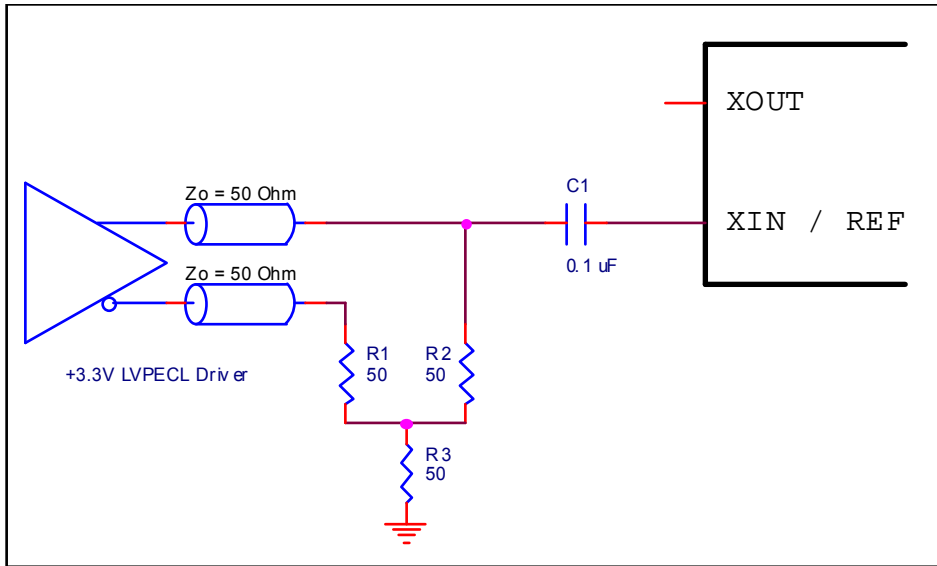 XOUT
Zo = 50 Ohm
C1
XIN / REF
0.1 uF
Zo = 50 Ohm
+3.3V LVPECL Driver
R1
50
R2
50
R3
50